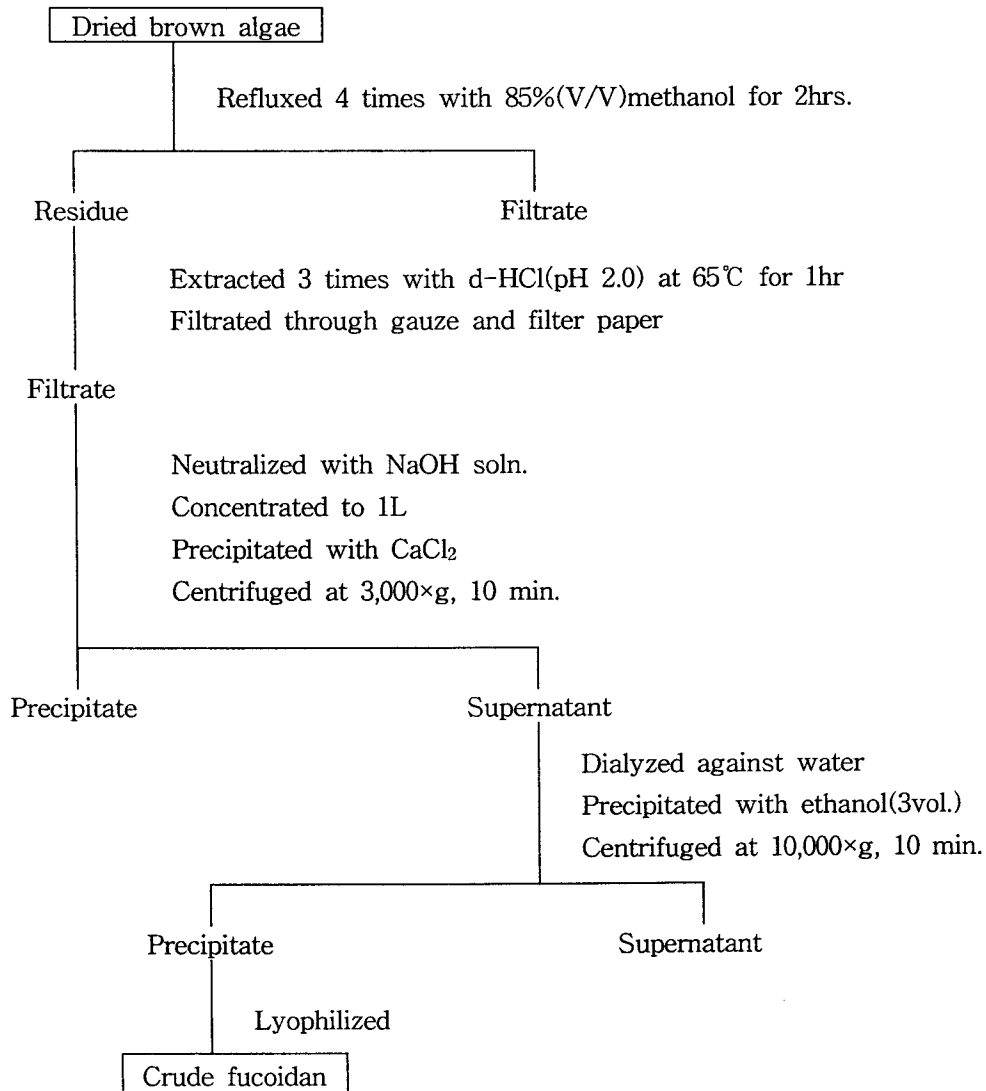 Dried brown algae
Refluxed 4 times with 85%(V/V)methanol for 2hrs.
Residue
Filtrate
Extracted 3 times with d-HCl(pH 2.0) at 65℃ for 1hr
Filtrated through gauze and filter paper
Filtrate
Neutralized with NaOH soln.
Concentrated to 1L
Precipitated with CaCl₂
Centrifuged at 3,000×g, 10 min.
Precipitate
Supernatant
Dialyzed against water
Precipitated with ethanol(3vol.)
Centrifuged at 10,000×g, 10 min.
Precipitate
Supernatant
Lyophilized
Crude fucoidan